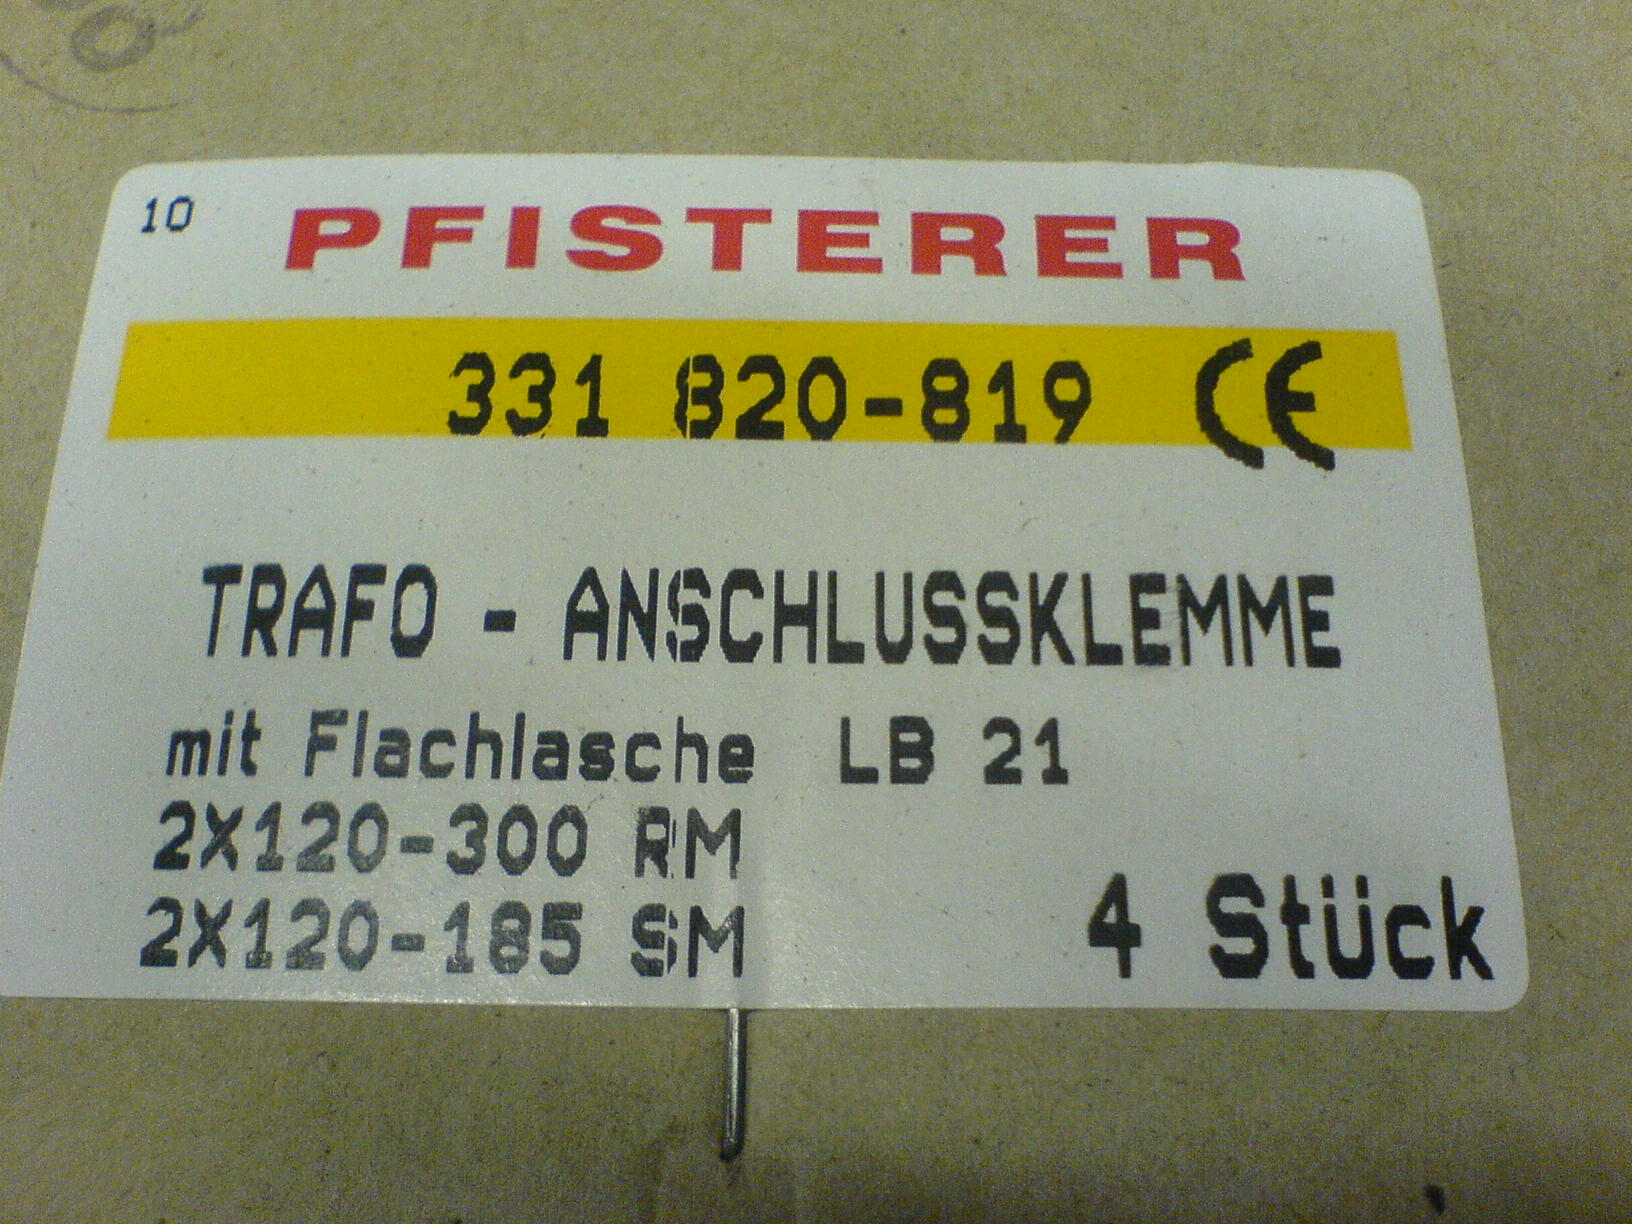 10 PFISTERER
331 820-819 CE
TRAFO - ANSCHLUSSKLEMME
mit Flachlasche LB 21
2X120-300 RM
2X120-185 SM 4 Stück